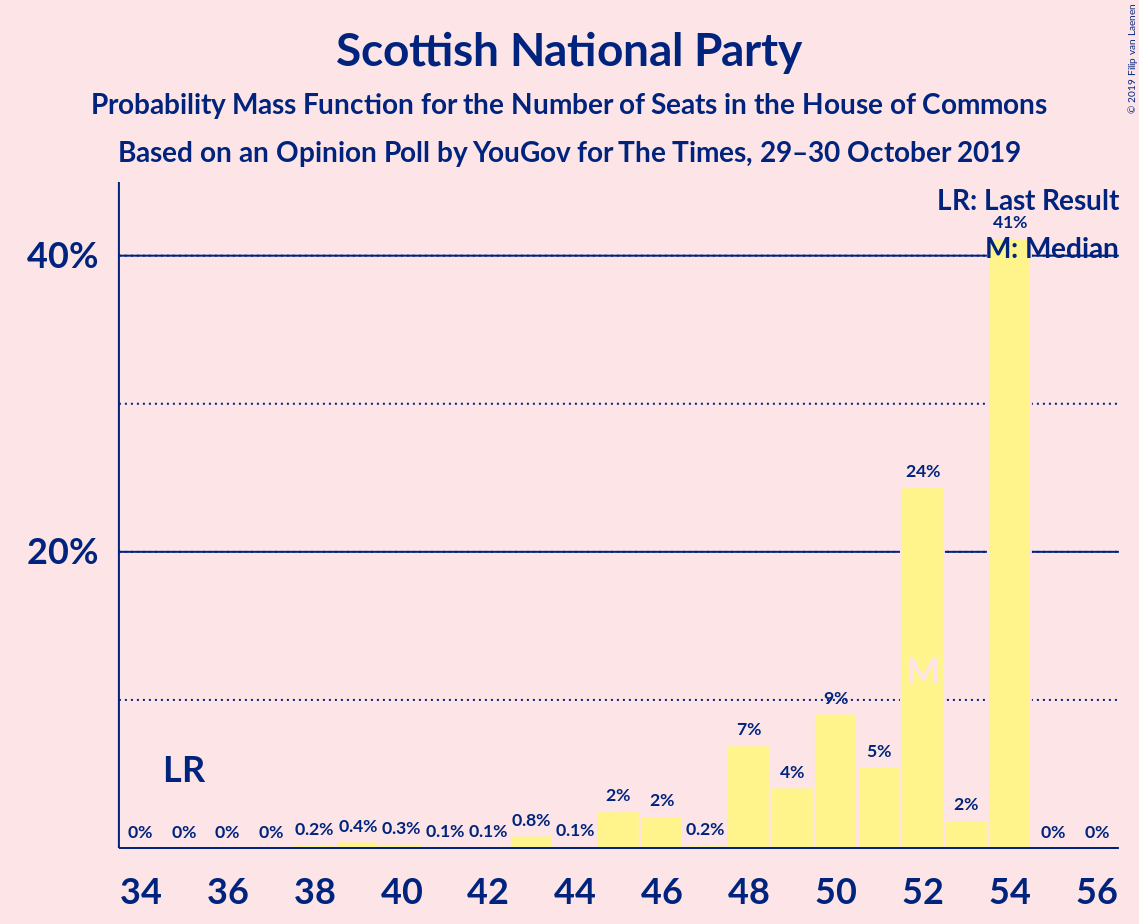 Scottish National Party
Probability Mass Function for the Number of Seats in the House of Commons
Based on an Opinion Poll by YouGov for The Times, 29–30 October 2019
© 2019 Filip van Laenen
LR: Last Result
M: Median
40%
20%
0% 0% 0% 0% 0.2% 0.4% 0.3% 0.1% 0.1% 0.8% 0.1% 2% 2% 0.2% 7% 4% 9% 5% 24% 2% 41% 0% 0%
LR
M
34 36 38 40 42 44 46 48 50 52 54 56